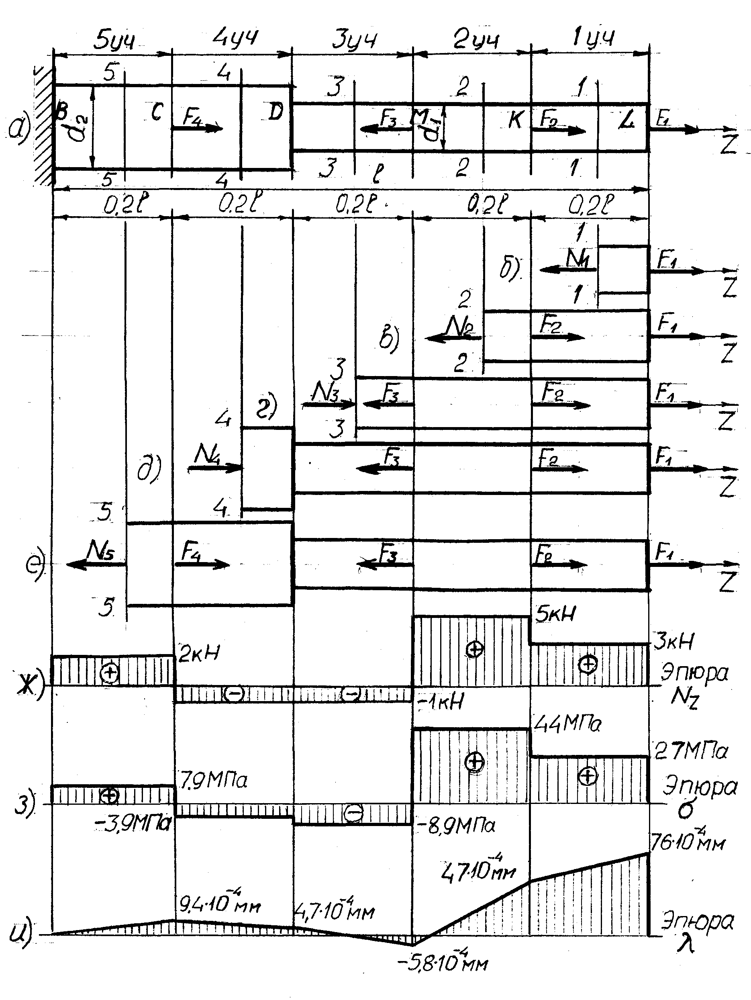 5уч 4уч 3уч 2уч 1уч
5 4 3 2 1
а) B d₂ C F₄ D F₃ M d₁ K F₂ L F₁ Z
5 4 3 2 1
l
0,2l 0,2l 0,2l 0,2l 0,2l
1
б) N₁ F₁ Z
1
2
в) N₂ F₂ F₁ Z
2
3
г) N₃ F₃ F₂ F₁ Z
3
4
д) N₄ F₃ F₂ F₁ Z
4
5
е) N₅ F₄ F₃ F₂ F₁ Z
5
5кН
2кН 3кН
ж) + − − + + Эпюра
-1кН Nz
44МПа
7,9МПа 27МПа
з) + − + + Эпюра
-3,9МПа -8,9МПа σ
76·10⁻⁴мм
47·10⁻⁴мм
9,4·10⁻⁴мм 4,7·10⁻⁴мм
и) Эпюра
λ
-5,8·10⁻⁴мм